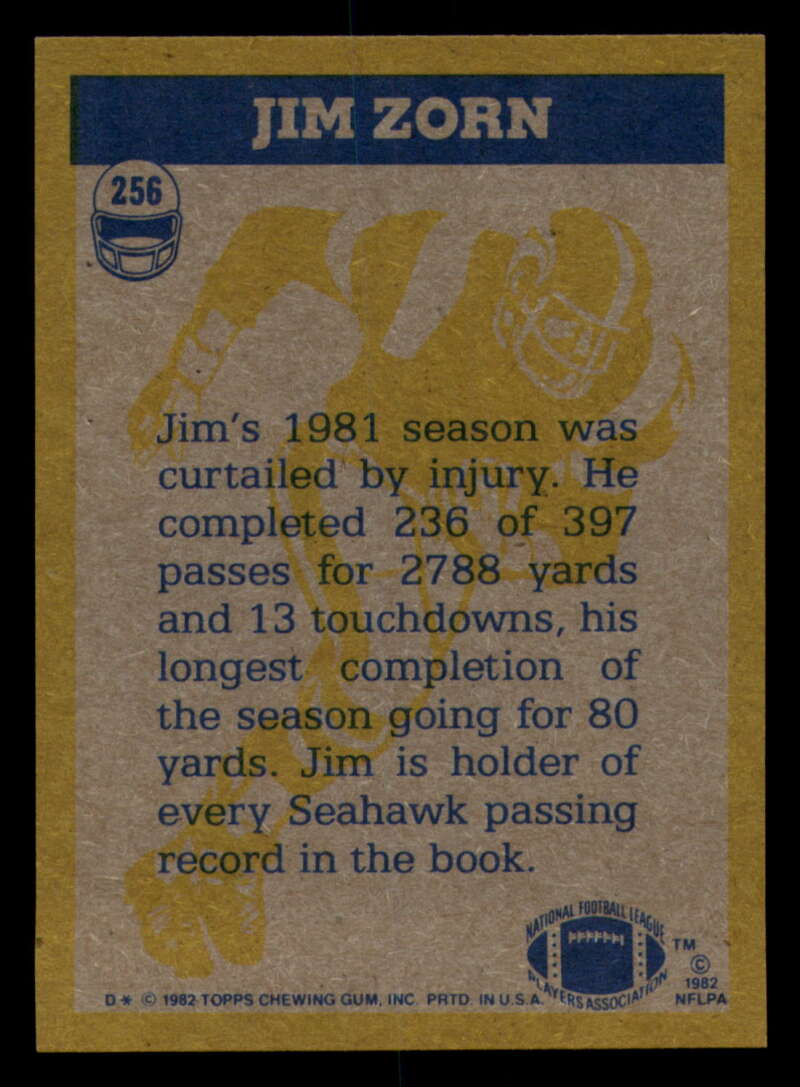 JIM ZORN
256
Jim's 1981 season was
curtailed by injury. He
completed 236 of 397
passes for 2788 yards
and 13 touchdowns, his
longest completion of
the season going for 80
yards. Jim is holder of
every Seahawk passing
record in the book.
NATIONAL FOOTBALL LEAGUE
PLAYERS ASSOCIATION
TM
©
1982
NFLPA
D * © 1982 TOPPS CHEWING GUM, INC. PRTD. IN U.S.A.